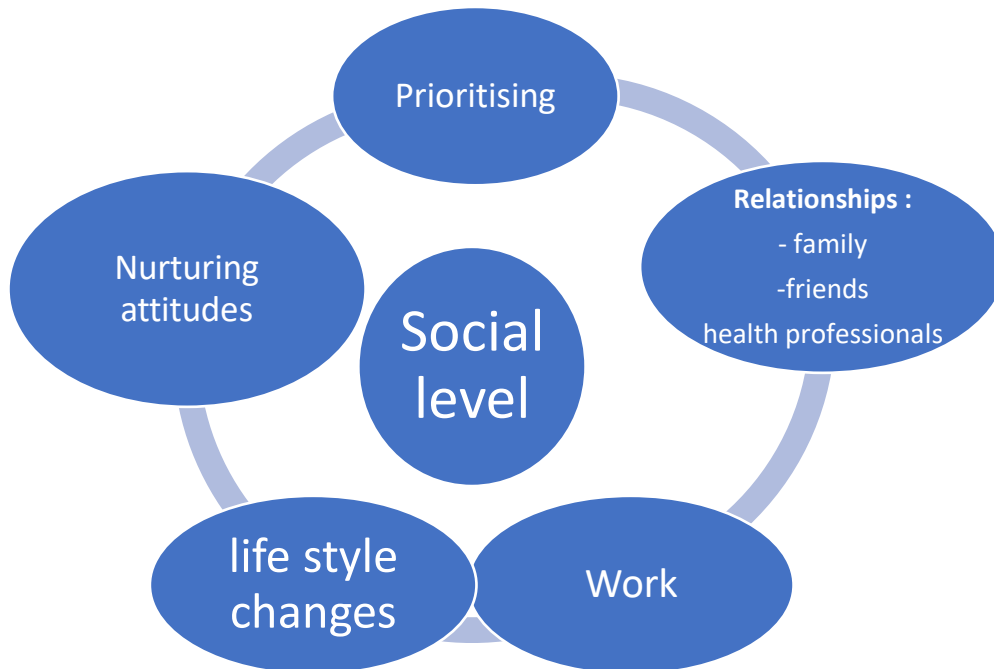 Prioritising
Relationships :
- family
-friends
health professionals
Nurturing
attitudes
Social
level
life style
changes
Work